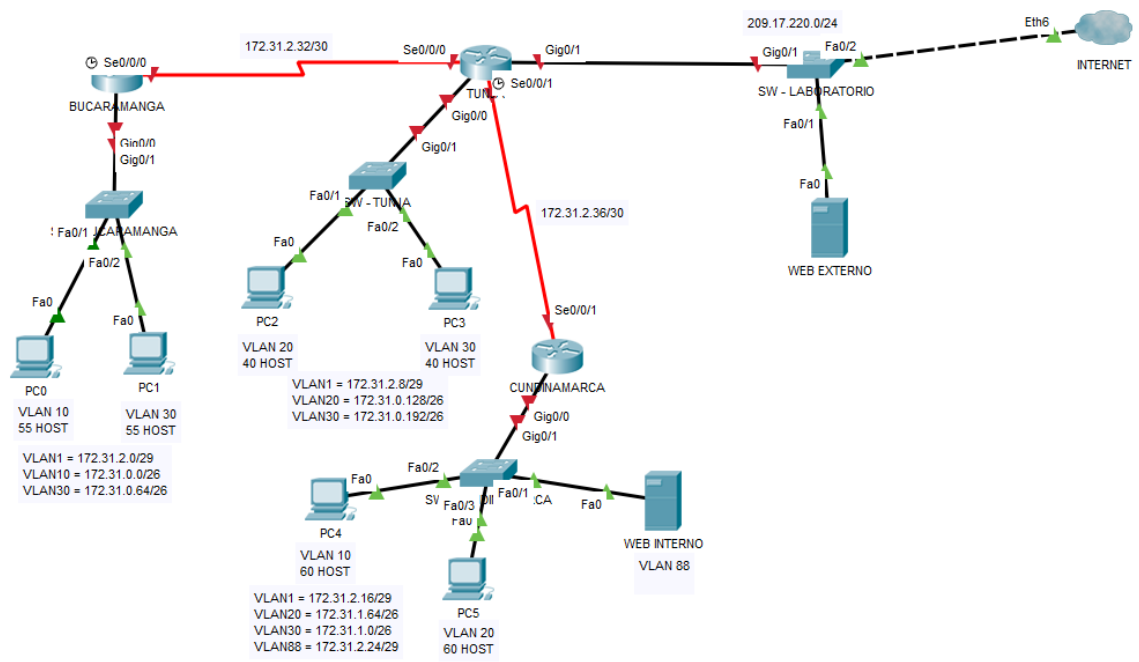 209.17.220.0/24
Eth6
Fa0/2
INTERNET
172.31.2.32/30
Se0/0/0
Se0/0/0
Gig0/1
Gig0/1
SW - LABORATORIO
BUCARAMANGA
Se0/0/1
Gig0/0
Gig0/1
Fa0/1
Fa0
WEB EXTERNO
Gig0/0
Gig0/1
Fa0/1
Fa0/2
Fa0
Fa0
PC0
PC1
VLAN 10
55 HOST
VLAN 30
55 HOST
VLAN1 = 172.31.2.0/29
VLAN10 = 172.31.0.0/26
VLAN30 = 172.31.0.64/26
Fa0/1
Fa0/2
Fa0
Fa0
PC2
PC3
VLAN 20
40 HOST
VLAN 30
40 HOST
VLAN1 = 172.31.2.8/29
VLAN20 = 172.31.0.128/26
VLAN30 = 172.31.0.192/26
172.31.2.36/30
Se0/0/1
CUNDINAMARCA
Gig0/0
Gig0/1
Fa0/2
Fa0/1
Fa0/3
Fa0
Fa0
Fa0
PC4
VLAN 10
60 HOST
WEB INTERNO
VLAN 88
VLAN1 = 172.31.2.16/29
VLAN20 = 172.31.1.64/26
VLAN30 = 172.31.1.0/26
VLAN88 = 172.31.2.24/29
PC5
VLAN 20
60 HOST